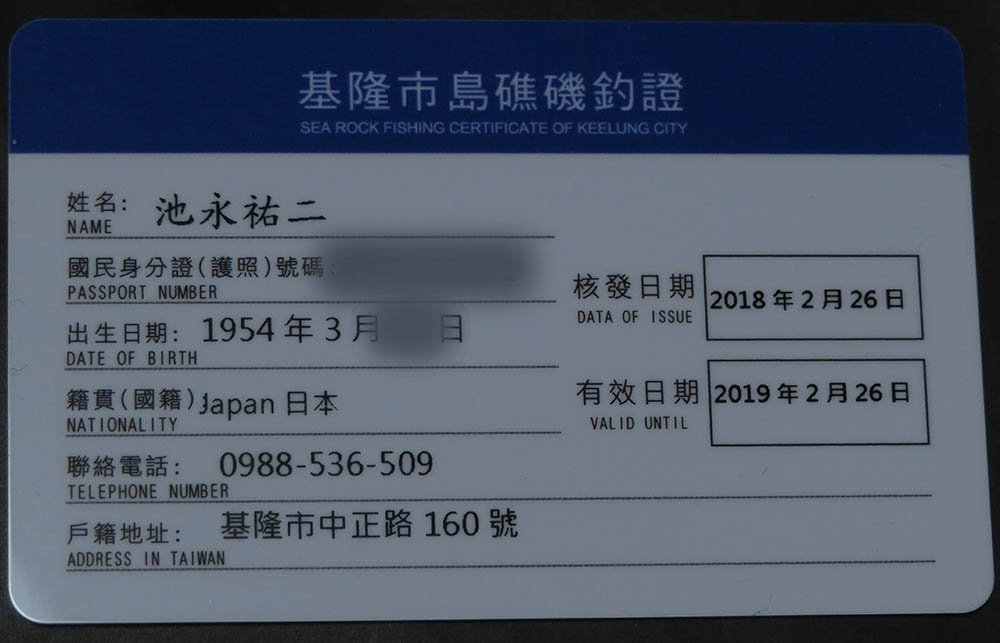 基隆市島礁磯釣證
SEA ROCK FISHING CERTIFICATE OF KEELUNG CITY
姓名: 池永祐二
NAME
國民身分證(護照)號碼:
PASSPORT NUMBER
出生日期: 1954 年 3 月 日
DATE OF BIRTH
籍貫(國籍): Japan 日本
NATIONALITY
核發日期 2018 年 2 月 26 日
DATA OF ISSUE
有效日期 2019 年 2 月 26 日
VALID UNTIL
聯絡電話: 0988-536-509
TELEPHONE NUMBER
戶籍地址: 基隆市中正路 160 號
ADDRESS IN TAIWAN